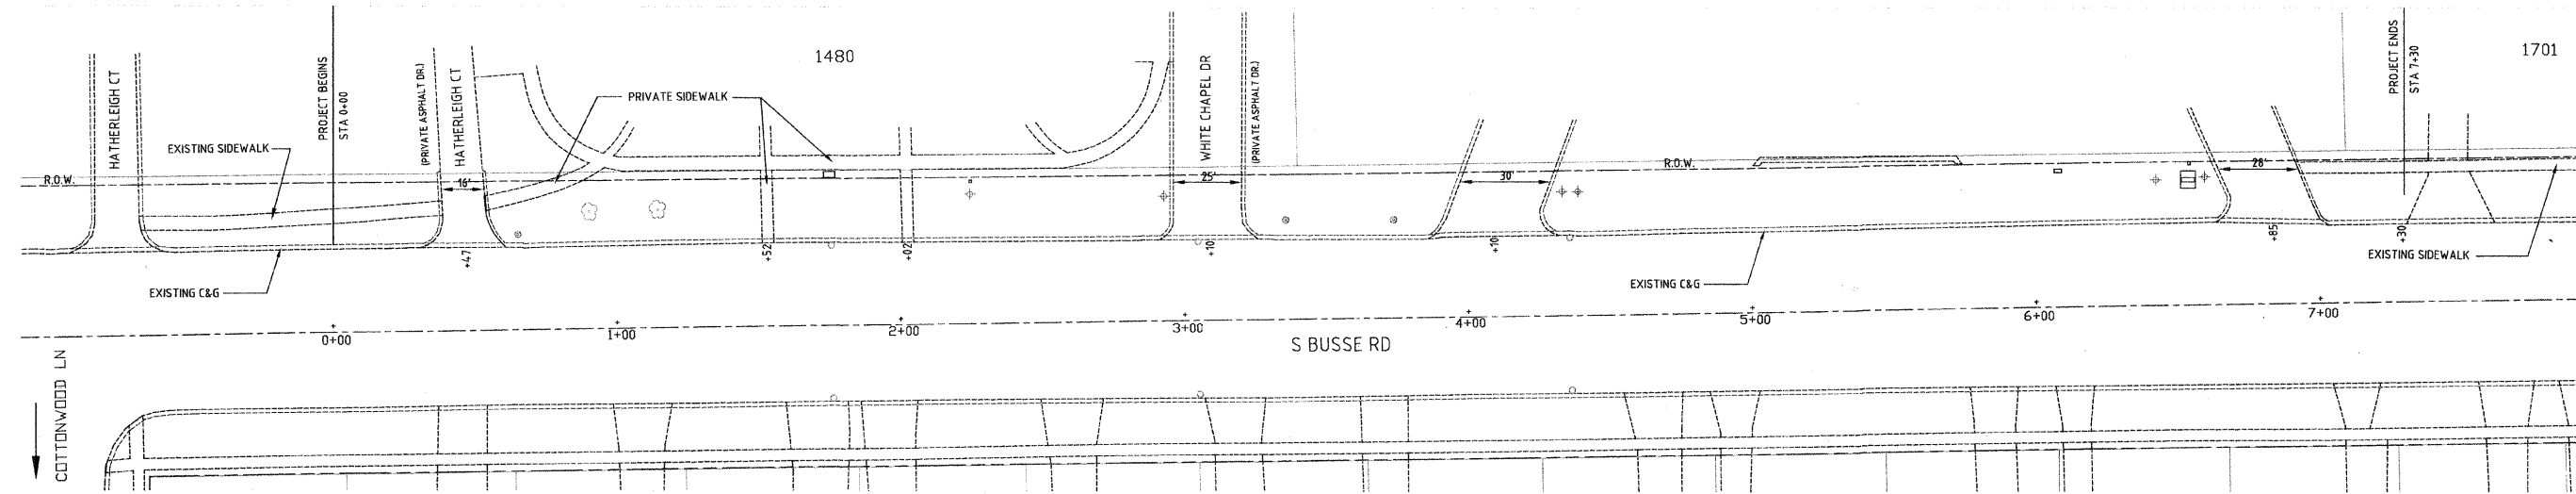 1480
1701
HATHERLEIGH CT
PROJECT BEGINS
STA 0+00
(PRIVATE ASPHALT DR.)
HATHERLEIGH CT
PRIVATE SIDEWALK
WHITE CHAPEL DR
(PRIVATE ASPHALT DR.)
PROJECT ENDS
STA 7+30
EXISTING SIDEWALK
R.O.W.
R.O.W.
16'
25'
30'
28'
+47
+52
+02
+10
+10
+85
+30
EXISTING SIDEWALK
EXISTING C&G
EXISTING C&G
0+00
1+00
2+00
3+00
4+00
5+00
6+00
7+00
S BUSSE RD
COTTONWOOD LN